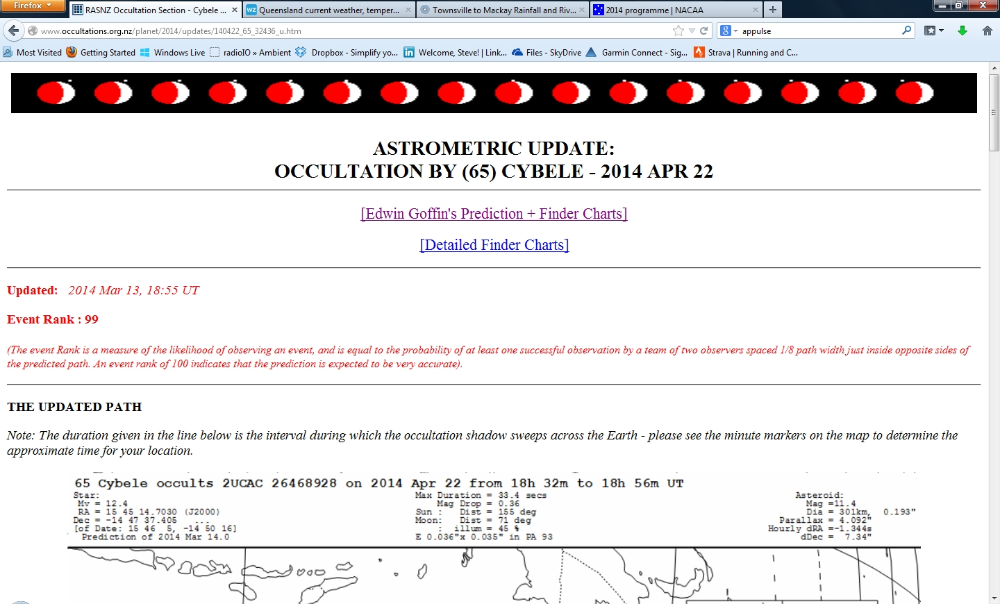 Firefox
RASNZ Occultation Section - Cybele ...
Queensland current weather, temper...
Townsville to Mackay Rainfall and Riv...
2014 programme | NACAA
www.occultations.org.nz/planet/2014/updates/140422_65_32436_u.htm
appulse
Most Visited
Getting Started
Windows Live
radioIO » Ambient
Dropbox - Simplify yo...
Welcome, Steve! | Link...
Files - SkyDrive
Garmin Connect - Sig...
Strava | Running and C...
ASTROMETRIC UPDATE:
OCCULTATION BY (65) CYBELE - 2014 APR 22
[Edwin Goffin's Prediction + Finder Charts]
[Detailed Finder Charts]
Updated: 2014 Mar 13, 18:55 UT
Event Rank : 99
(The event Rank is a measure of the likelihood of observing an event, and is equal to the probability of at least one successful observation by a team of two observers spaced 1/8 path width just inside opposite sides of
the predicted path. An event rank of 100 indicates that the prediction is expected to be very accurate).
THE UPDATED PATH
Note: The duration given in the line below is the interval during which the occultation shadow sweeps across the Earth - please see the minute markers on the map to determine the
approximate time for your location.
65 Cybele occults 2UCAC 26468928 on 2014 Apr 22 from 18h 32m to 18h 56m UT
Star:
Mv = 12.4
RA = 15 45 14.7030 (J2000)
Dec = -14 47 37.405 ...
[of Date: 15 46 5, -14 50 16]
Prediction of 2014 Mar 14.0
Max Duration = 33.4 secs
Mag Drop = 0.36
Sun : Dist = 155 deg
Moon: Dist = 71 deg
: illum = 45 %
E 0.036"x 0.035" in PA 93
Asteroid:
Mag =11.4
Dia = 301km, 0.193"
Parallax = 4.092"
Hourly dRA =-1.344s
dDec = 7.34"